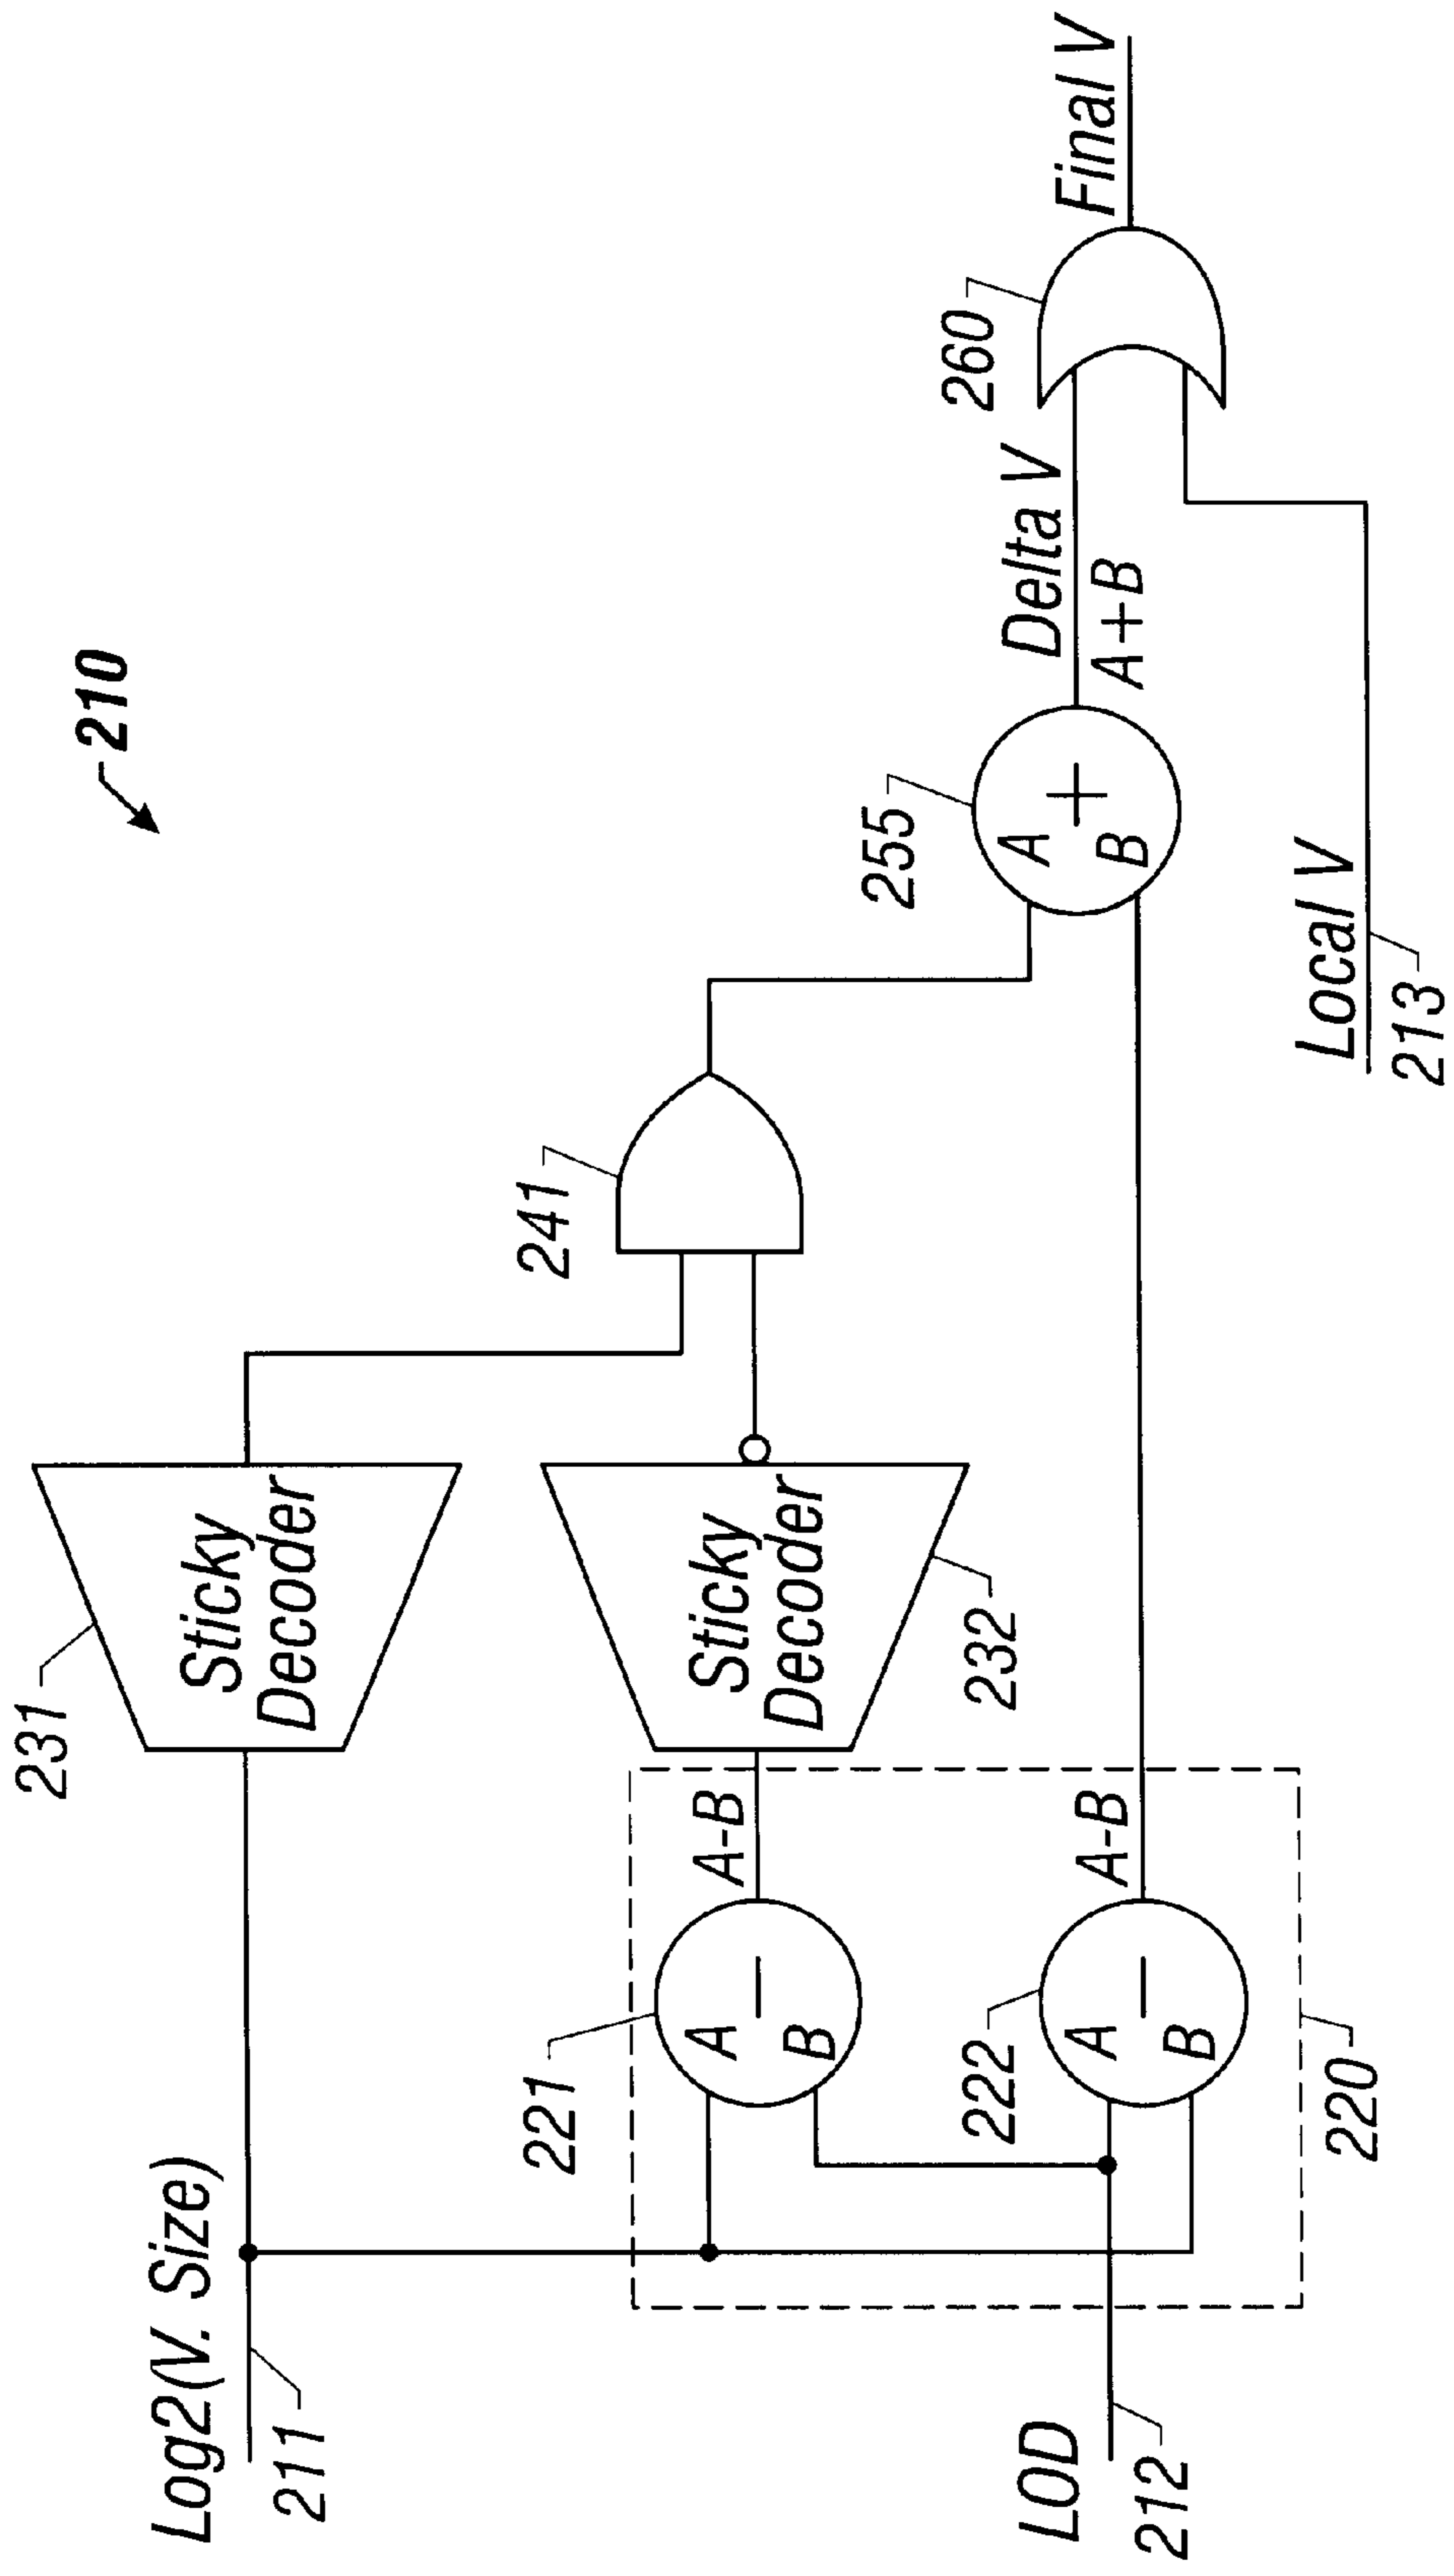 210
Log2(V. Size)
211
231
Sticky
Decoder
221
A
−
B
A-B
Sticky
Decoder
232
241
LOD
212
222
A
−
B
A-B
220
255
A
+
B
Delta V
A+B
260
Final V
Local V
213